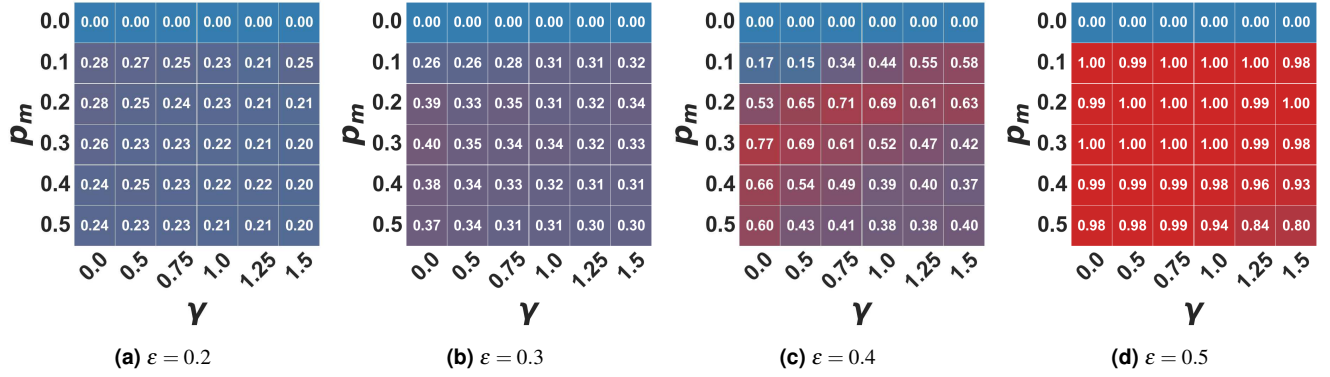 0.0 0.00 0.00 0.00 0.00 0.00 0.00
0.1 0.28 0.27 0.25 0.23 0.21 0.25
0.2 0.28 0.25 0.24 0.23 0.21 0.21
0.3 0.26 0.23 0.23 0.22 0.21 0.20
0.4 0.24 0.25 0.23 0.22 0.22 0.20
0.5 0.24 0.23 0.23 0.21 0.21 0.20
p_m
0.0 0.5 0.75 1.0 1.25 1.5
γ
(a) ε = 0.2
0.0 0.00 0.00 0.00 0.00 0.00 0.00
0.1 0.26 0.26 0.28 0.31 0.31 0.32
0.2 0.39 0.33 0.35 0.31 0.32 0.34
0.3 0.40 0.35 0.34 0.34 0.32 0.33
0.4 0.38 0.34 0.33 0.32 0.31 0.31
0.5 0.37 0.34 0.31 0.31 0.30 0.30
p_m
0.0 0.5 0.75 1.0 1.25 1.5
γ
(b) ε = 0.3
0.0 0.00 0.00 0.00 0.00 0.00 0.00
0.1 0.17 0.15 0.34 0.44 0.55 0.58
0.2 0.53 0.65 0.71 0.69 0.61 0.63
0.3 0.77 0.69 0.61 0.52 0.47 0.42
0.4 0.66 0.54 0.49 0.39 0.40 0.37
0.5 0.60 0.43 0.41 0.38 0.38 0.40
p_m
0.0 0.5 0.75 1.0 1.25 1.5
γ
(c) ε = 0.4
0.0 0.00 0.00 0.00 0.00 0.00 0.00
0.1 1.00 0.99 1.00 1.00 1.00 0.98
0.2 0.99 1.00 1.00 1.00 0.99 1.00
0.3 1.00 1.00 1.00 1.00 0.99 0.98
0.4 0.99 0.99 0.99 0.98 0.96 0.93
0.5 0.98 0.98 0.99 0.94 0.84 0.80
p_m
0.0 0.5 0.75 1.0 1.25 1.5
γ
(d) ε = 0.5